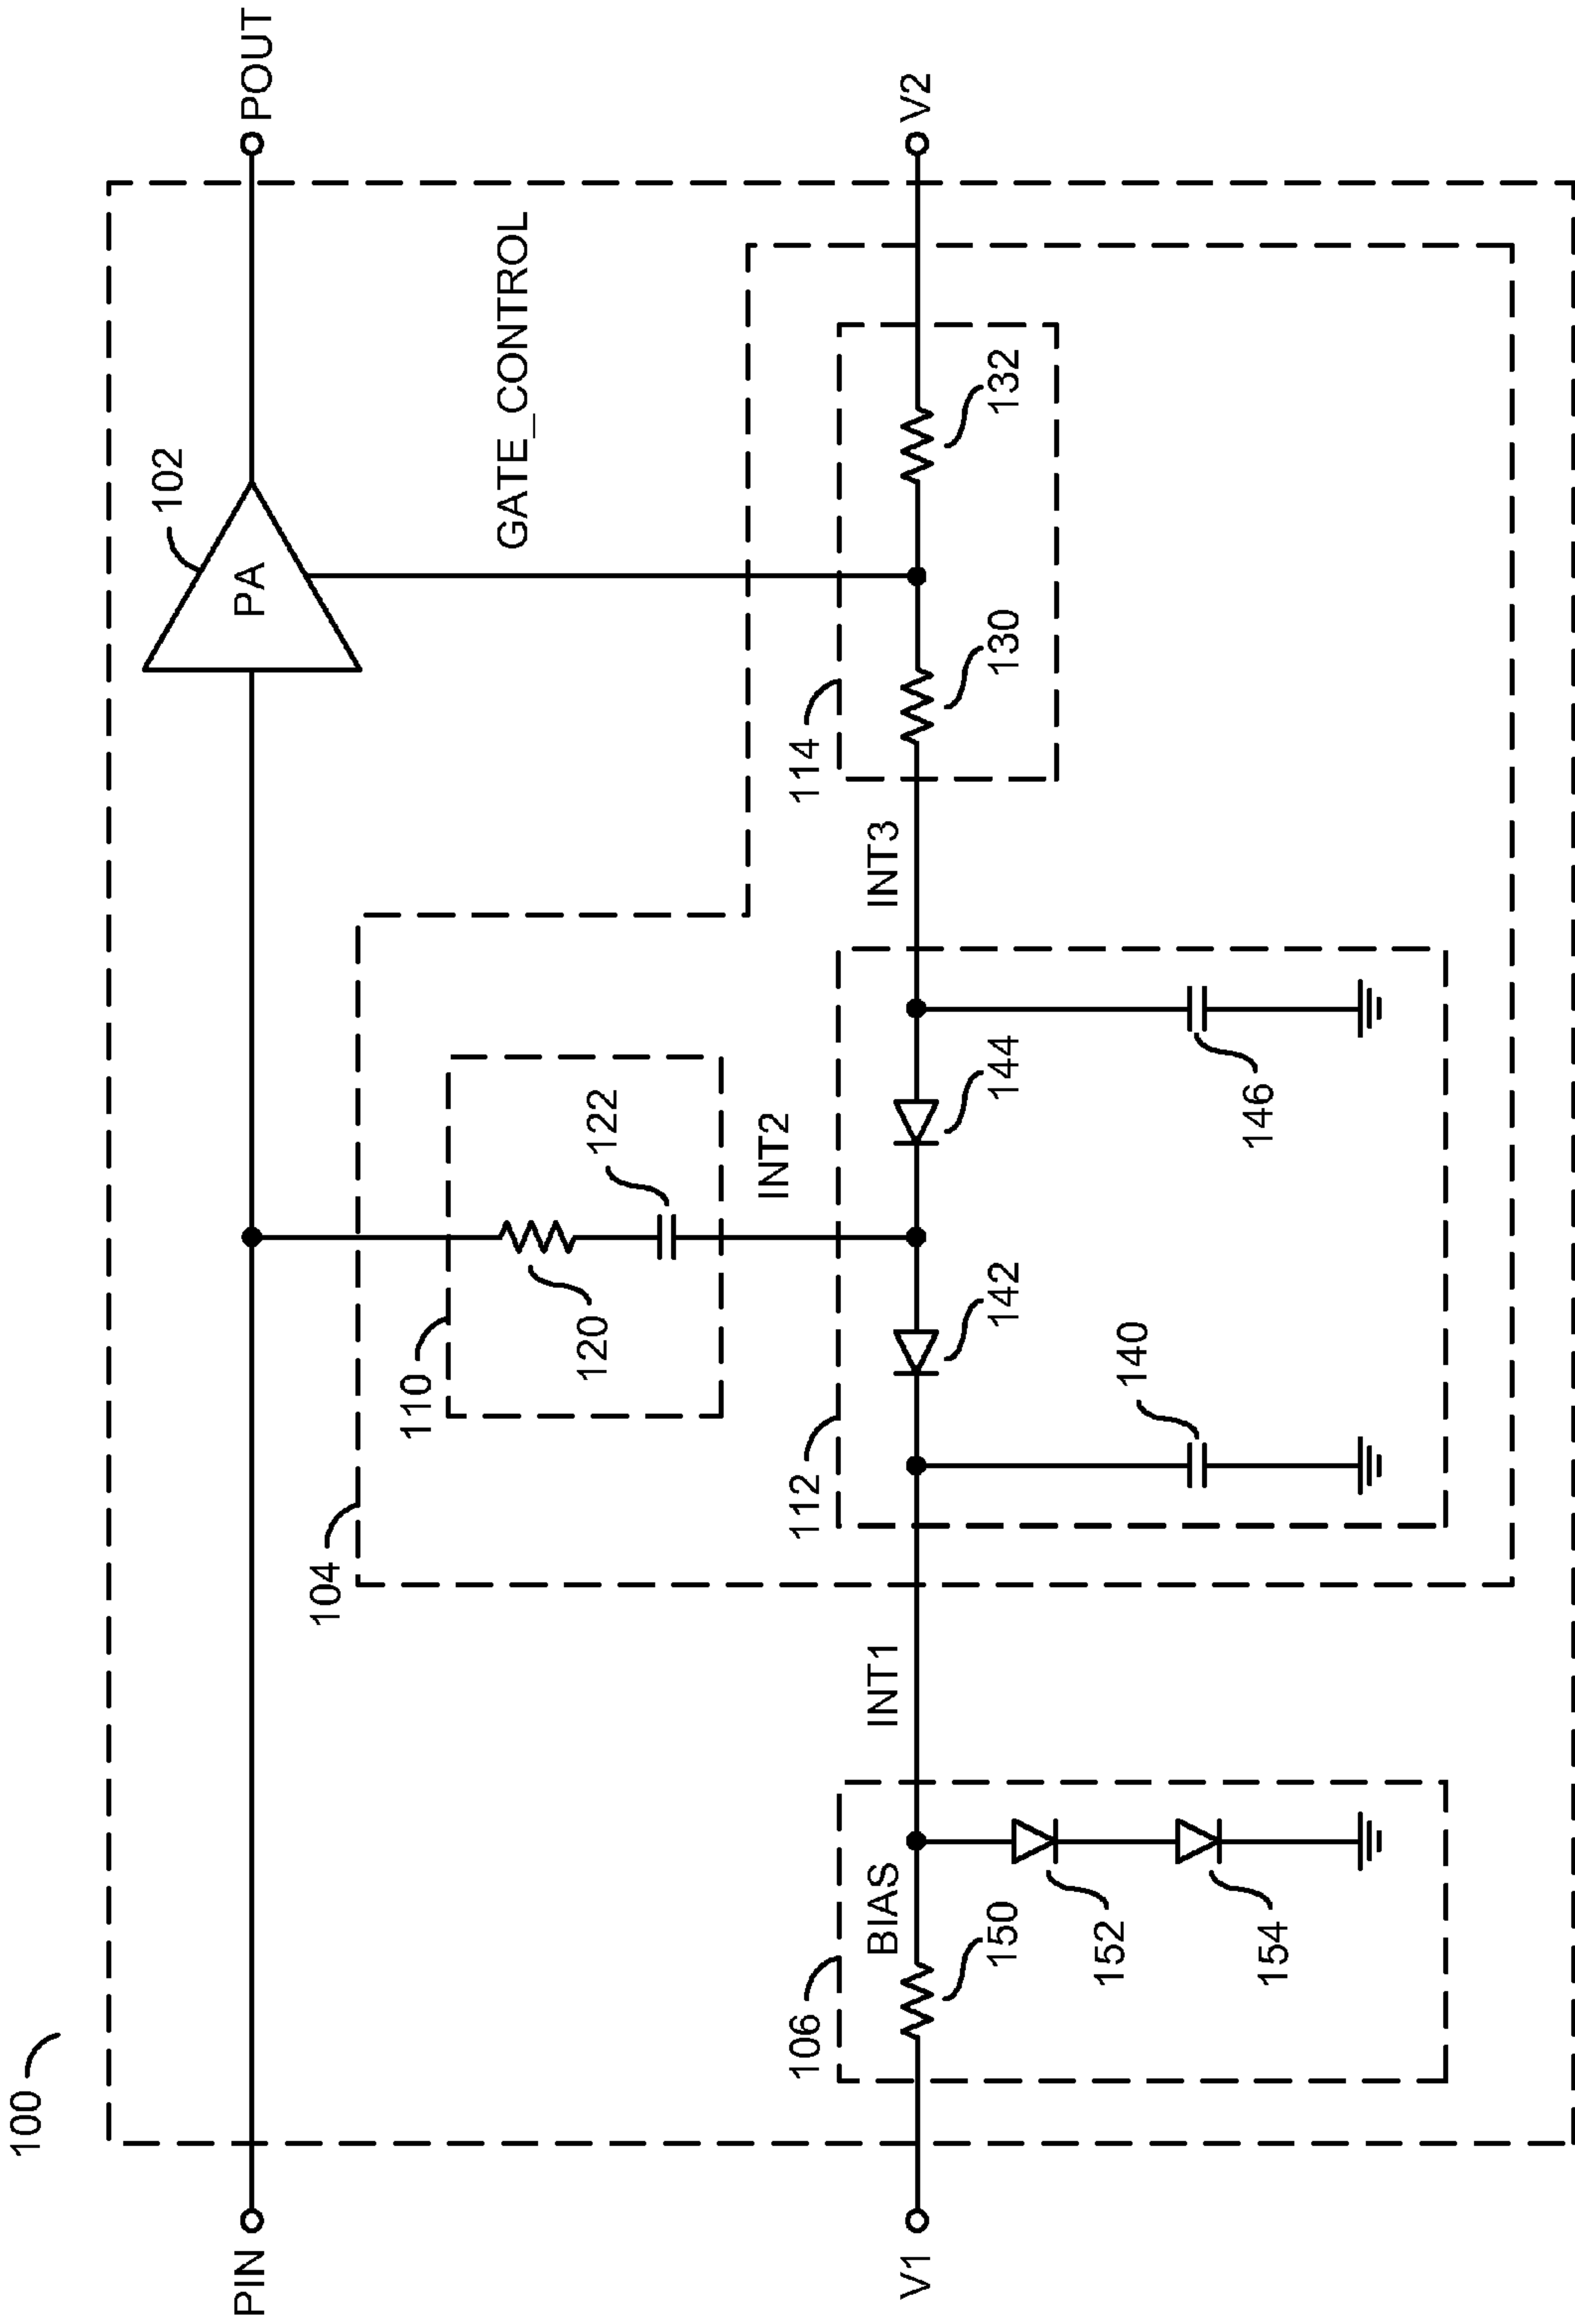 100
PIN
102
PA
POUT
GATE_CONTROL
104
110
120
122
INT2
106
BIAS
150
152
154
V1
INT1
112
142
140
144
146
INT3
114
130
132
V2